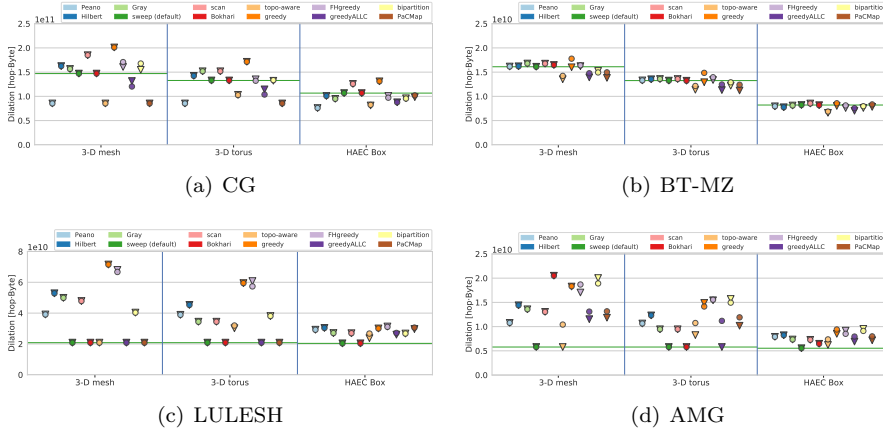 1e11
Peano Gray scan topo-aware FHgreedy bipartition
Hilbert sweep (default) Bokhari greedy greedyALLC PaCMap
Dilation [hop·Byte]
2.5
2.0
1.5
1.0
0.5
0.0
3-D mesh 3-D torus HAEC Box
(a) CG
1e10
Peano Gray scan topo-aware FHgreedy bipartition
Hilbert sweep (default) Bokhari greedy greedyALLC PaCMap
Dilation [hop·Byte]
2.5
2.0
1.5
1.0
0.5
0.0
3-D mesh 3-D torus HAEC Box
(b) BT-MZ
1e10
Peano Gray scan topo-aware FHgreedy bipartition
Hilbert sweep (default) Bokhari greedy greedyALLC PaCMap
Dilation [hop·Byte]
8
6
4
2
0
3-D mesh 3-D torus HAEC Box
(c) LULESH
1e10
Peano Gray scan topo-aware FHgreedy bipartition
Hilbert sweep (default) Bokhari greedy greedyALLC PaCMap
Dilation [hop·Byte]
2.5
2.0
1.5
1.0
0.5
0.0
3-D mesh 3-D torus HAEC Box
(d) AMG